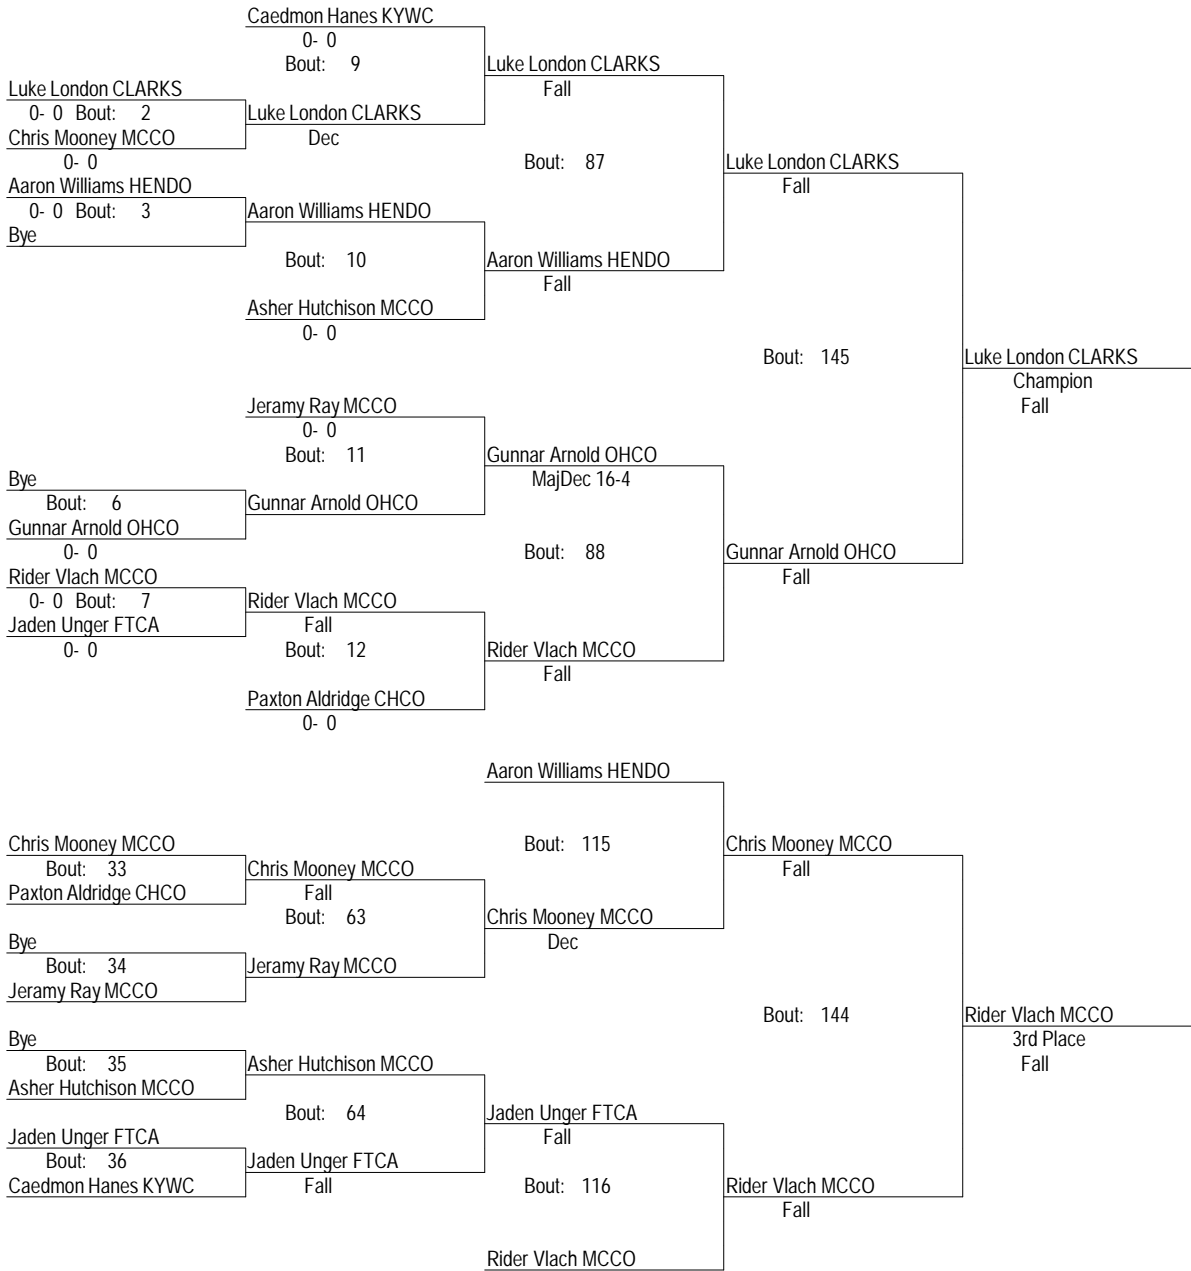 Caedmon Hanes KYWC
0- 0
Bout: 9
Luke London CLARKS
Fall
Luke London CLARKS
0- 0 Bout: 2
Luke London CLARKS
Dec
Chris Mooney MCCO
0- 0
Bout: 87
Luke London CLARKS
Fall
Aaron Williams HENDO
0- 0 Bout: 3
Aaron Williams HENDO
Bye
Bout: 10
Aaron Williams HENDO
Fall
Asher Hutchison MCCO
0- 0
Bout: 145
Luke London CLARKS
Champion
Fall
Jeramy Ray MCCO
0- 0
Bout: 11
Gunnar Arnold OHCO
MajDec 16-4
Bye
Bout: 6
Gunnar Arnold OHCO
Gunnar Arnold OHCO
0- 0
Bout: 88
Gunnar Arnold OHCO
Fall
Rider Vlach MCCO
0- 0 Bout: 7
Rider Vlach MCCO
Fall
Jaden Unger FTCA
0- 0
Bout: 12
Rider Vlach MCCO
Fall
Paxton Aldridge CHCO
0- 0
Aaron Williams HENDO
Chris Mooney MCCO
Bout: 33
Paxton Aldridge CHCO
Chris Mooney MCCO
Fall
Bout: 115
Chris Mooney MCCO
Fall
Bout: 63
Chris Mooney MCCO
Dec
Bye
Bout: 34
Jeramy Ray MCCO
Jeramy Ray MCCO
Bout: 144
Rider Vlach MCCO
3rd Place
Fall
Bye
Bout: 35
Asher Hutchison MCCO
Asher Hutchison MCCO
Bout: 64
Jaden Unger FTCA
Fall
Jaden Unger FTCA
Bout: 36
Caedmon Hanes KYWC
Jaden Unger FTCA
Fall
Bout: 116
Rider Vlach MCCO
Fall
Rider Vlach MCCO